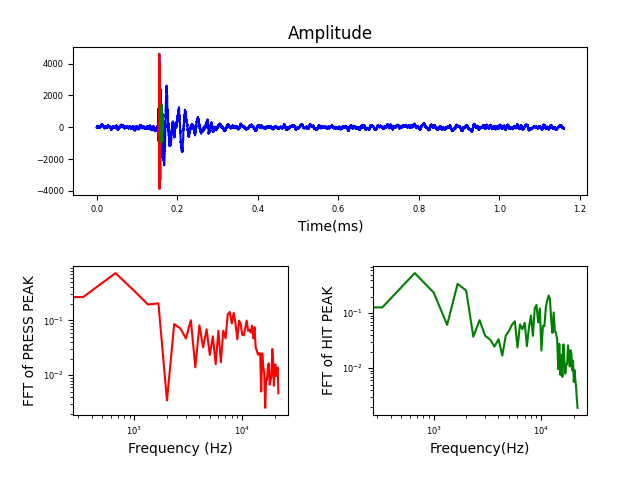 Amplitude
4000
2000
0
−2000
−4000
0.0 0.2 0.4 0.6 0.8 1.0 1.2
Time(ms)
FFT of PRESS PEAK
10⁻¹
10⁻²
10³ 10⁴
Frequency (Hz)
FFT of HIT PEAK
10⁻¹
10⁻²
10³ 10⁴
Frequency(Hz)